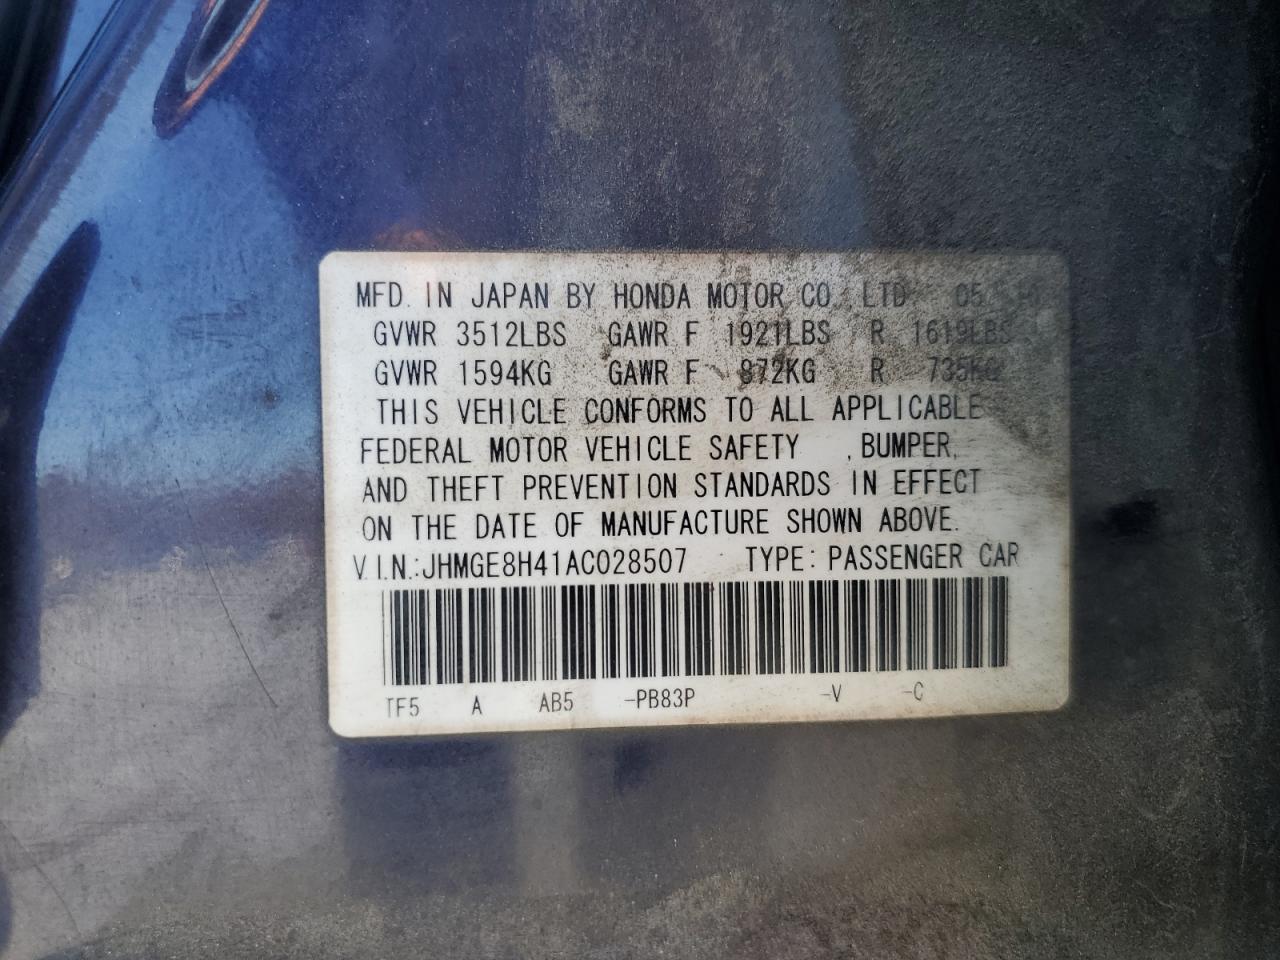 MFD. IN JAPAN BY HONDA MOTOR CO., LTD 05
GVWR 3512LBS GAWR F 1921LBS R 1619LBS
GVWR 1594KG GAWR F 872KG R 735KG
THIS VEHICLE CONFORMS TO ALL APPLICABLE
FEDERAL MOTOR VEHICLE SAFETY , BUMPER,
AND THEFT PREVENTION STANDARDS IN EFFECT
ON THE DATE OF MANUFACTURE SHOWN ABOVE.
V.I.N.:JHMGE8H41AC028507 TYPE: PASSENGER CAR
TF5 A AB5 -PB83P -V -C